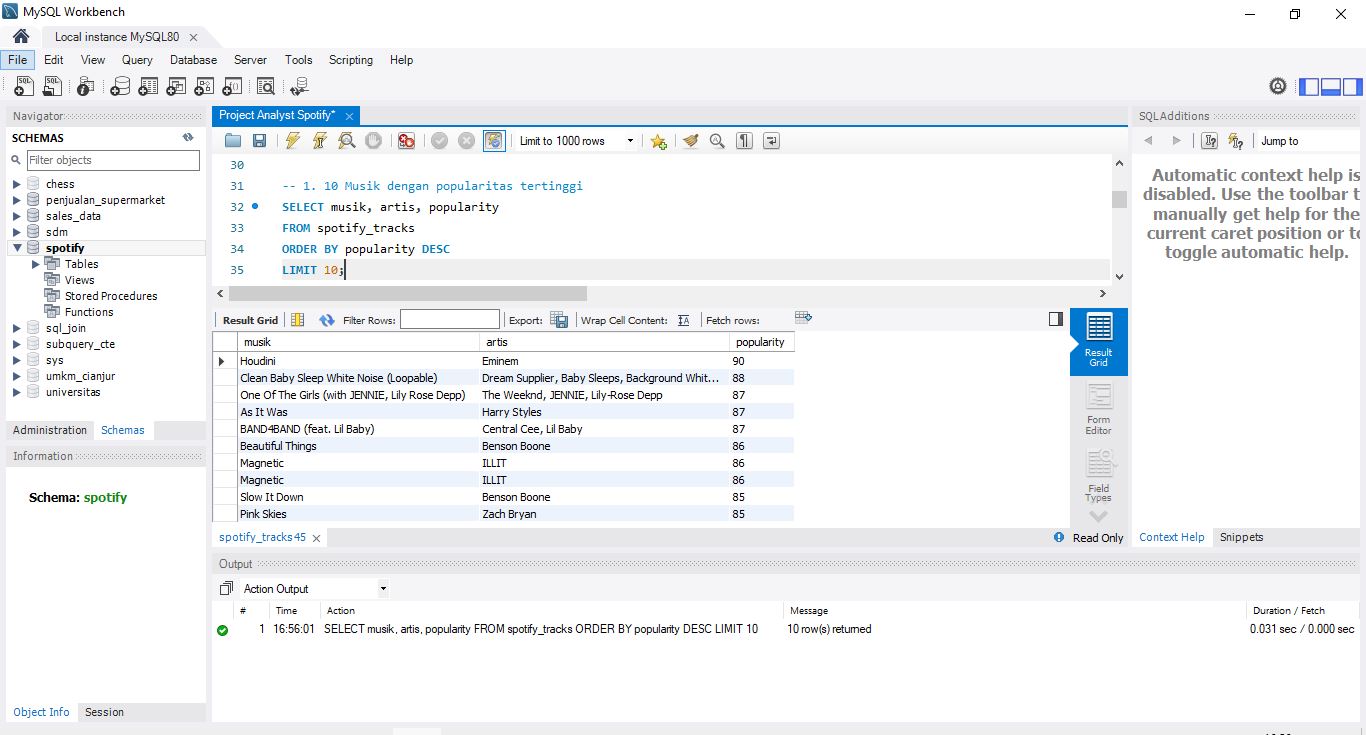 MySQL Workbench
Local instance MySQL80
File Edit View Query Database Server Tools Scripting Help
Navigator
SCHEMAS
Filter objects
chess
penjualan_supermarket
sales_data
sdm
spotify
Tables
Views
Stored Procedures
Functions
sql_join
subquery_cte
sys
umkm_cianjur
universitas
Administration Schemas
Information
Schema: spotify
Object Info Session
Project Analyst Spotify*
Limit to 1000 rows
30
31 -- 1. 10 Musik dengan popularitas tertinggi
32 SELECT musik, artis, popularity
33 FROM spotify_tracks
34 ORDER BY popularity DESC
35 LIMIT 10;
Result Grid Filter Rows: Export: Wrap Cell Content: Fetch rows:
musik artis popularity
Houdini Eminem 90
Clean Baby Sleep White Noise (Loopable) Dream Supplier, Baby Sleeps, Background Whit... 88
One Of The Girls (with JENNIE, Lily Rose Depp) The Weeknd, JENNIE, Lily-Rose Depp 87
As It Was Harry Styles 87
BAND4BAND (feat. Lil Baby) Central Cee, Lil Baby 87
Beautiful Things Benson Boone 86
Magnetic ILLIT 86
Magnetic ILLIT 86
Slow It Down Benson Boone 85
Pink Skies Zach Bryan 85
Result
Grid
Form
Editor
Field
Types
spotify_tracks45
Read Only
SQLAdditions
Jump to
Automatic context help is
disabled. Use the toolbar t
manually get help for the
current caret position or to
toggle automatic help.
Context Help Snippets
Output
Action Output
# Time Action Message Duration / Fetch
1 16:56:01 SELECT musik, artis, popularity FROM spotify_tracks ORDER BY popularity DESC LIMIT 10 10 row(s) returned 0.031 sec / 0.000 sec